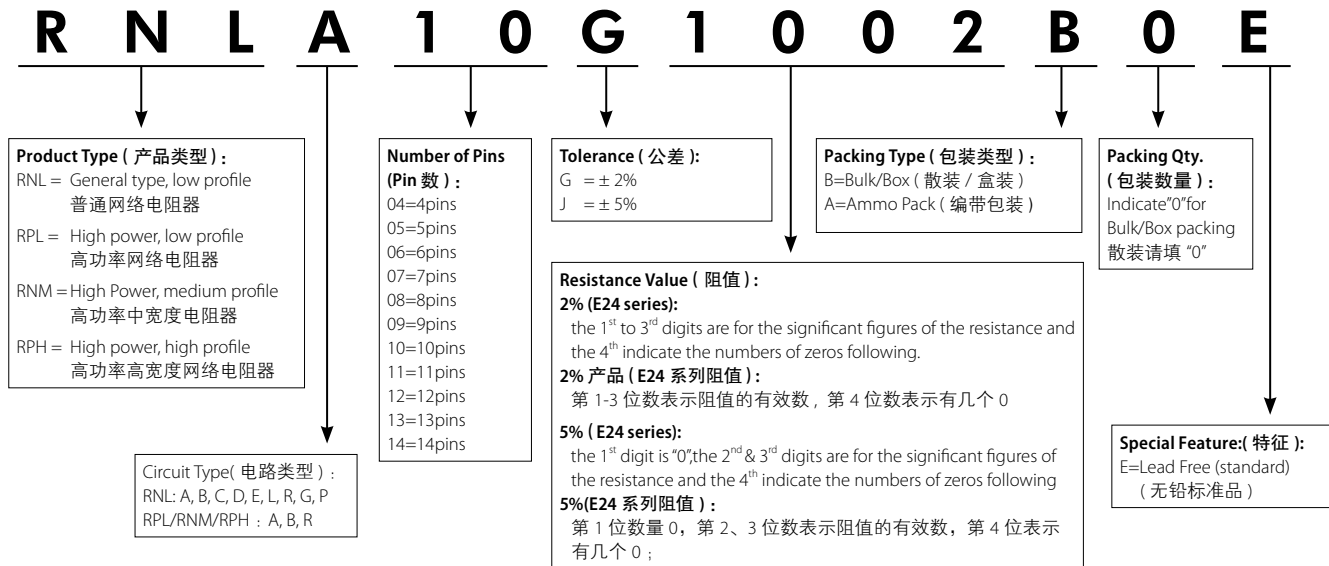 R N L A 1 0 G 1 0 0 2 B 0 E
Product Type ( 产品类型 ) :
RNL = General type, low profile
普通网络电阻器
RPL = High power, low profile
高功率网络电阻器
RNM = High Power, medium profile
高功率中宽度电阻器
RPH = High power, high profile
高功率高宽度网络电阻器
Circuit Type( 电路类型 ) :
RNL: A, B, C, D, E, L, R, G, P
RPL/RNM/RPH : A, B, R
Number of Pins
(Pin 数 ) :
04=4pins
05=5pins
06=6pins
07=7pins
08=8pins
09=9pins
10=10pins
11=11pins
12=12pins
13=13pins
14=14pins
Tolerance ( 公差 ):
G = ± 2%
J = ± 5%
Resistance Value ( 阻值 ) :
2% (E24 series):
the 1st to 3rd digits are for the significant figures of the resistance and
the 4th indicate the numbers of zeros following.
2% 产品 ( E24 系列阻值 ) :
第 1-3 位数表示阻值的有效数 , 第 4 位数表示有几个 0
5% ( E24 series):
the 1st digit is "0",the 2nd & 3rd digits are for the significant figures of
the resistance and the 4th indicate the numbers of zeros following
5%(E24 系列阻值 ) :
第 1 位数量 0，第 2、3 位数表示阻值的有效数，第 4 位表示
有几个 0 ;
Packing Type ( 包装类型 ) :
B=Bulk/Box ( 散装 / 盒装 )
A=Ammo Pack ( 编带包装 )
Packing Qty.
( 包装数量 ) :
Indicate"0"for
Bulk/Box packing
散装请填 "0"
Special Feature:( 特征 ):
E=Lead Free (standard)
( 无铅标准品 )